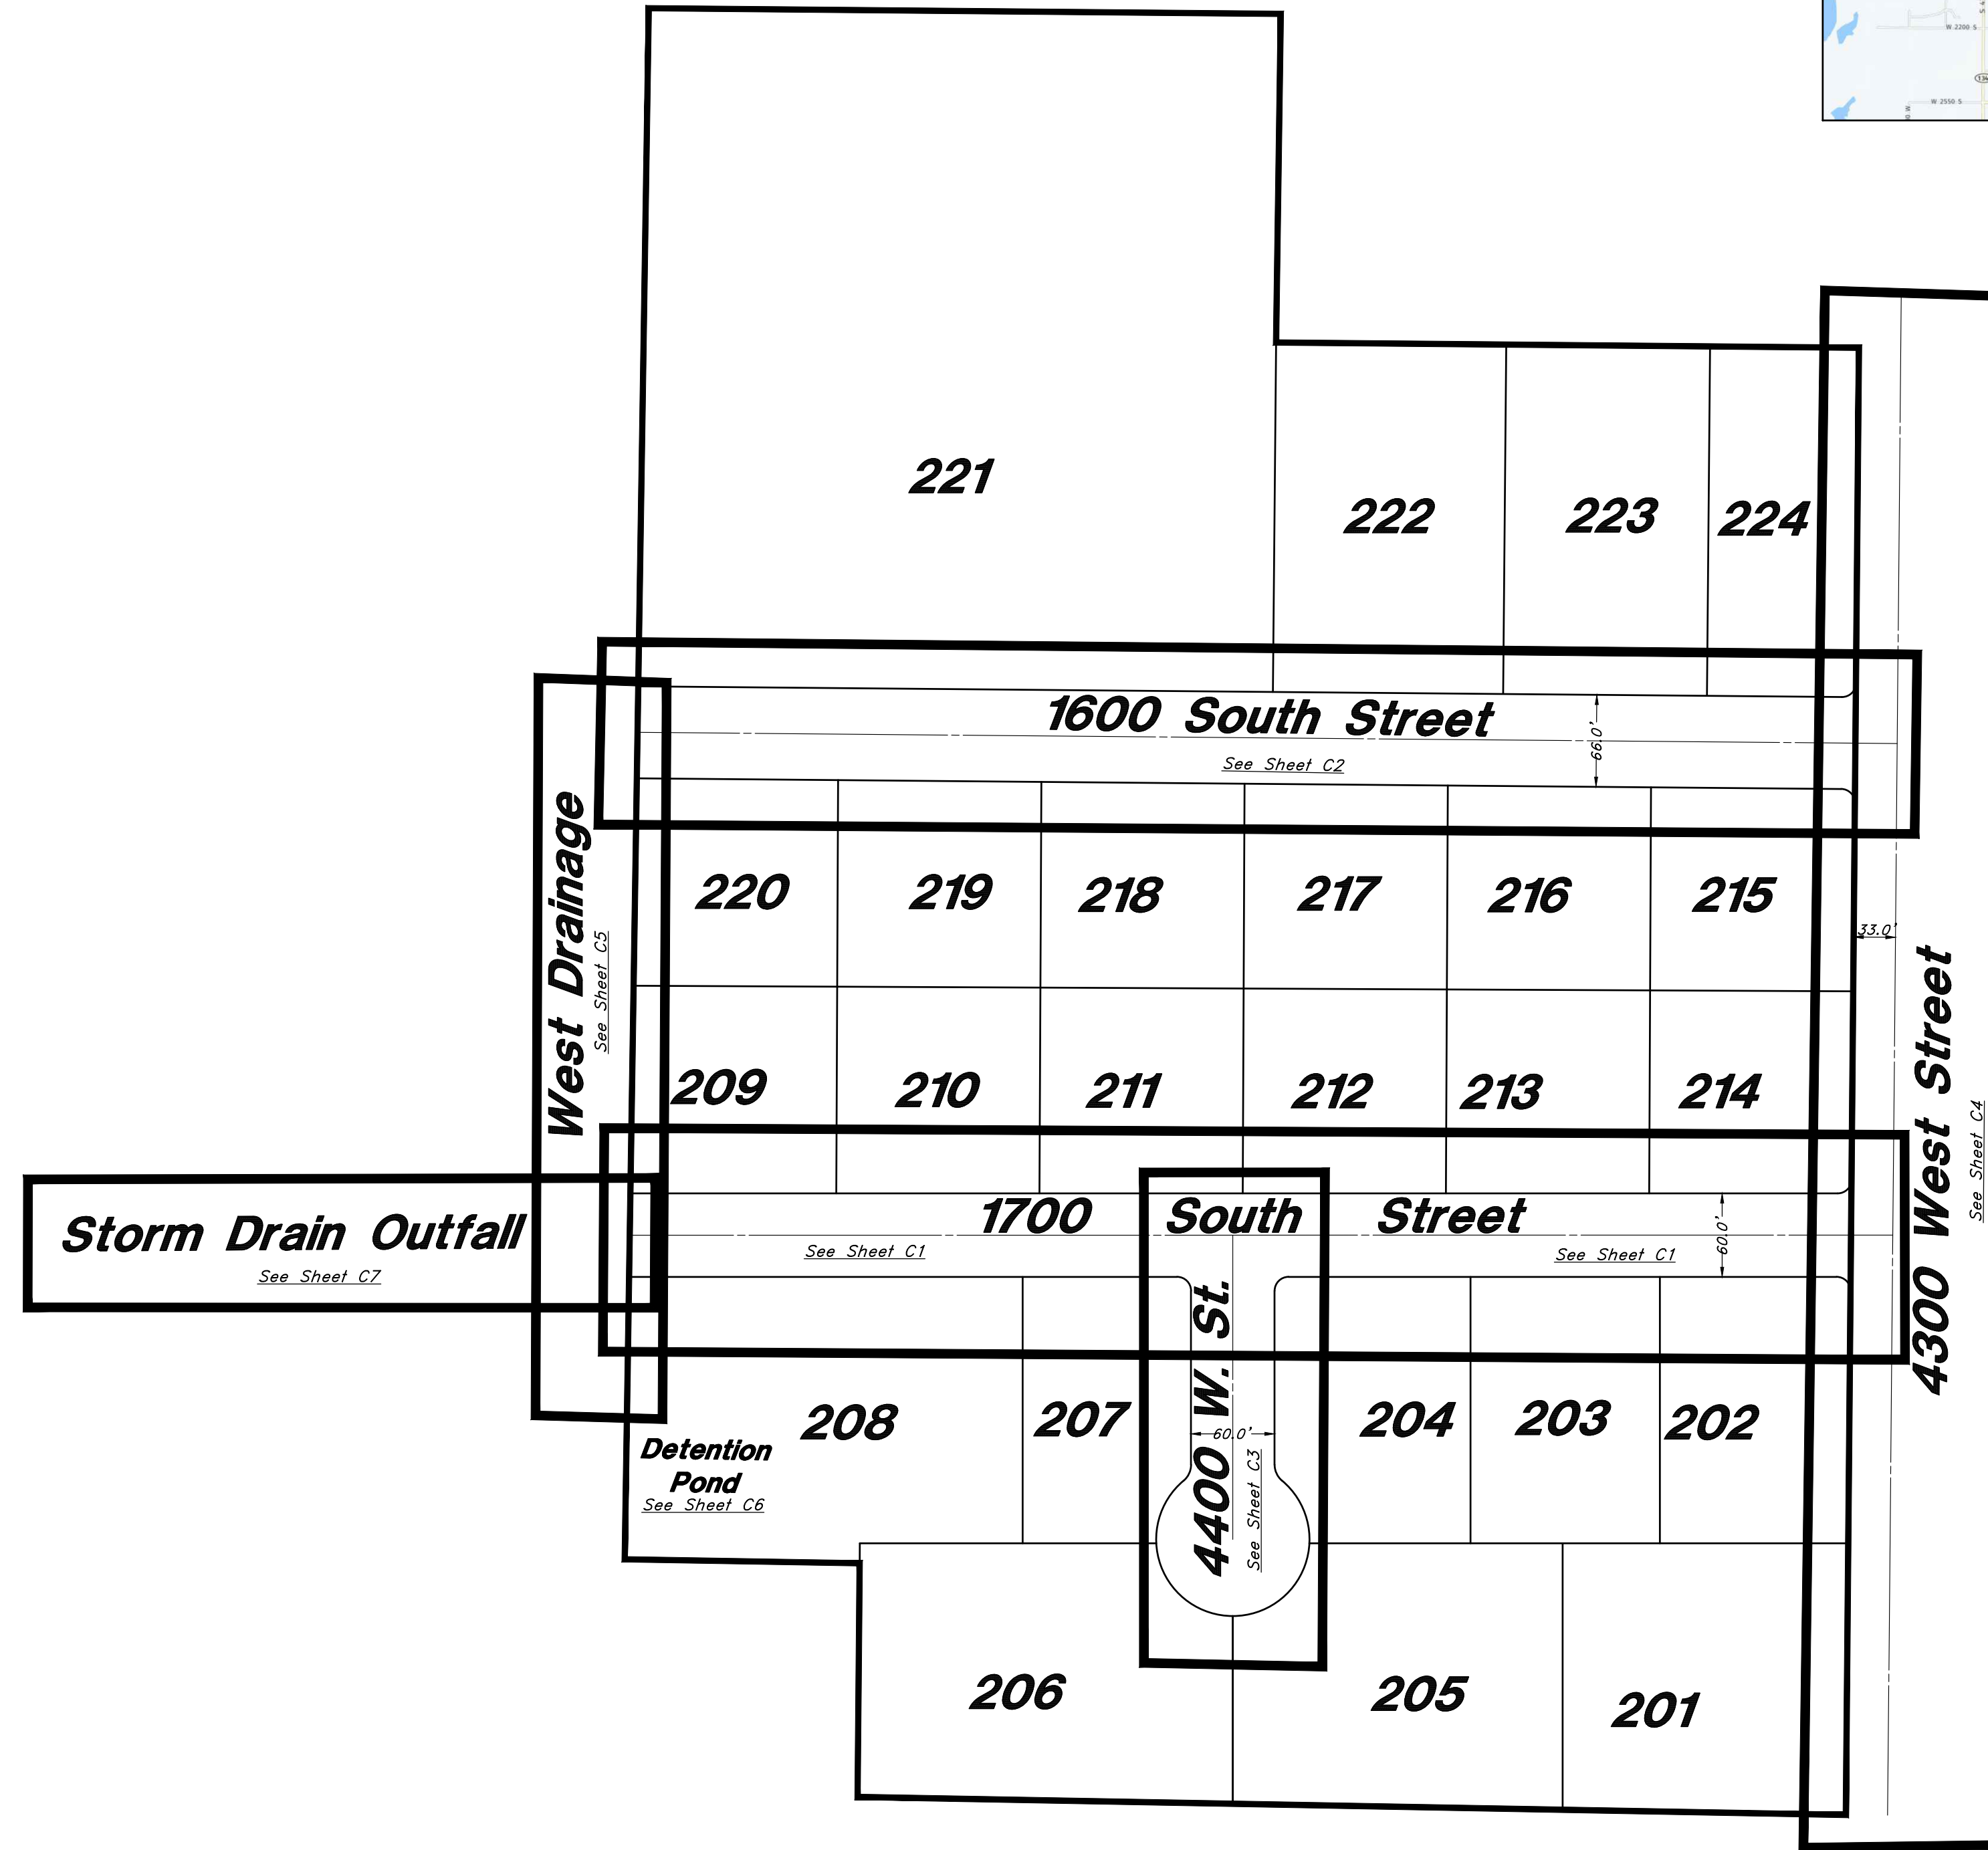 W 2200 S
W 2550 S
221
222
223
224
1600 South Street
See Sheet C2
66.0'
West Drainage
See Sheet C5
220
219
218
217
216
215
33.0'
209
210
211
212
213
214
4300 West Street
See Sheet C4
Storm Drain Outfall
See Sheet C7
1700 South Street
See Sheet C1
See Sheet C1
60.0'
208
207
4400 W. St.
60.0'
See Sheet C3
204
203
202
Detention
Pond
See Sheet C6
206
205
201